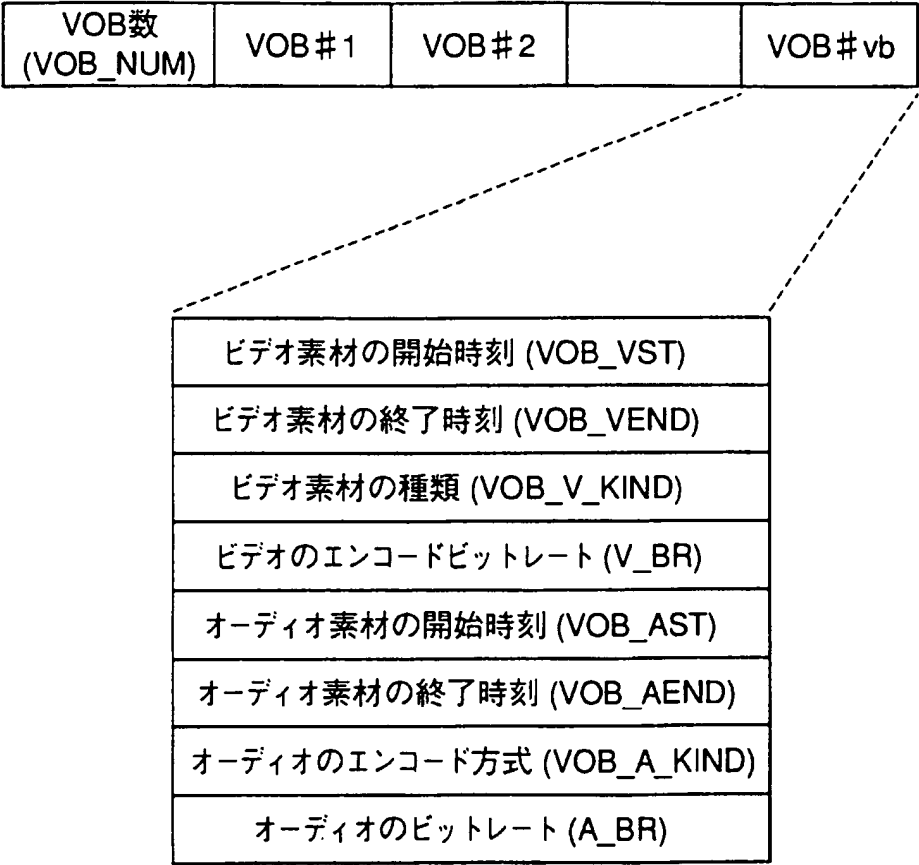 VOB数
(VOB_NUM)
VOB#1
VOB#2
VOB#vb
ビデオ素材の開始時刻 (VOB_VST)
ビデオ素材の終了時刻 (VOB_VEND)
ビデオ素材の種類 (VOB_V_KIND)
ビデオのエンコードビットレート (V_BR)
オーディオ素材の開始時刻 (VOB_AST)
オーディオ素材の終了時刻 (VOB_AEND)
オーディオのエンコード方式 (VOB_A_KIND)
オーディオのビットレート (A_BR)